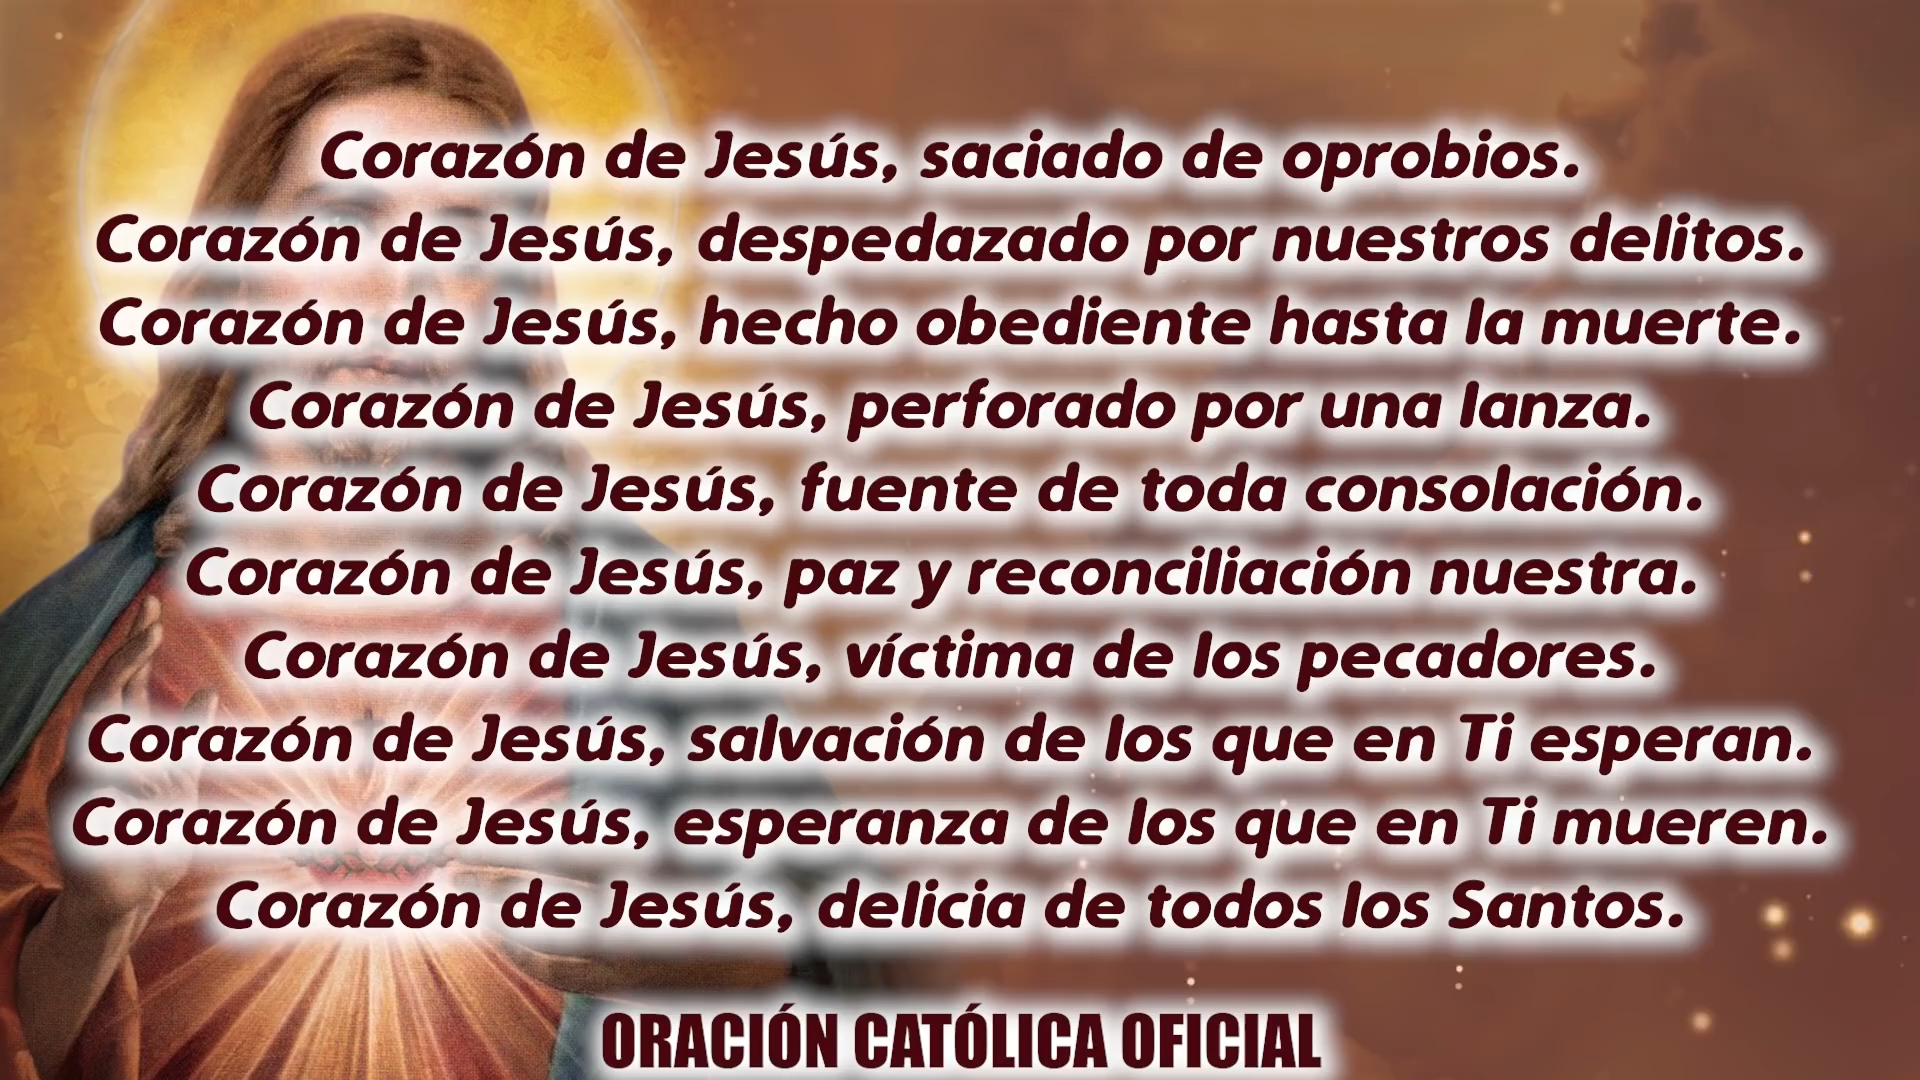 Corazón de Jesús, saciado de oprobios.
Corazón de Jesús, despedazado por nuestros delitos.
Corazón de Jesús, hecho obediente hasta la muerte.
Corazón de Jesús, perforado por una lanza.
Corazón de Jesús, fuente de toda consolación.
Corazón de Jesús, paz y reconciliación nuestra.
Corazón de Jesús, víctima de los pecadores.
Corazón de Jesús, salvación de los que en Ti esperan.
Corazón de Jesús, esperanza de los que en Ti mueren.
Corazón de Jesús, delicia de todos los Santos.
ORACIÓN CATÓLICA OFICIAL